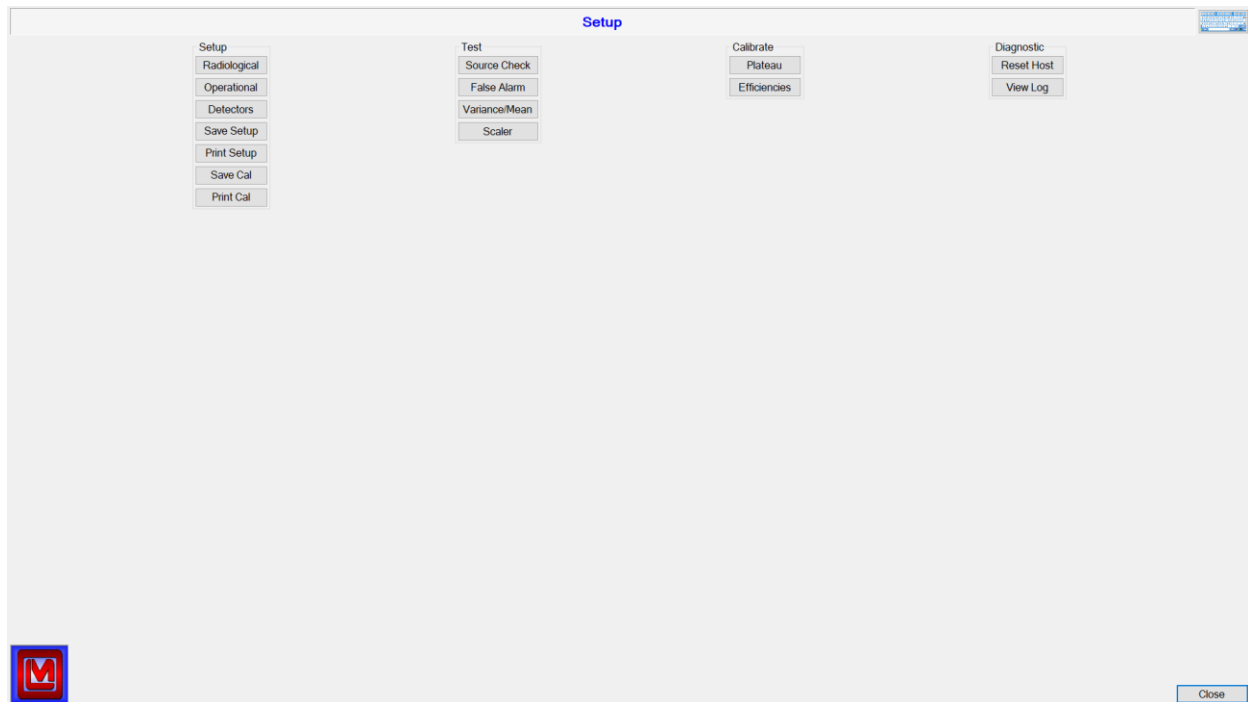 Setup
Setup
Radiological
Operational
Detectors
Save Setup
Print Setup
Save Cal
Print Cal
Test
Source Check
False Alarm
Variance/Mean
Scaler
Calibrate
Plateau
Efficiencies
Diagnostic
Reset Host
View Log
Close